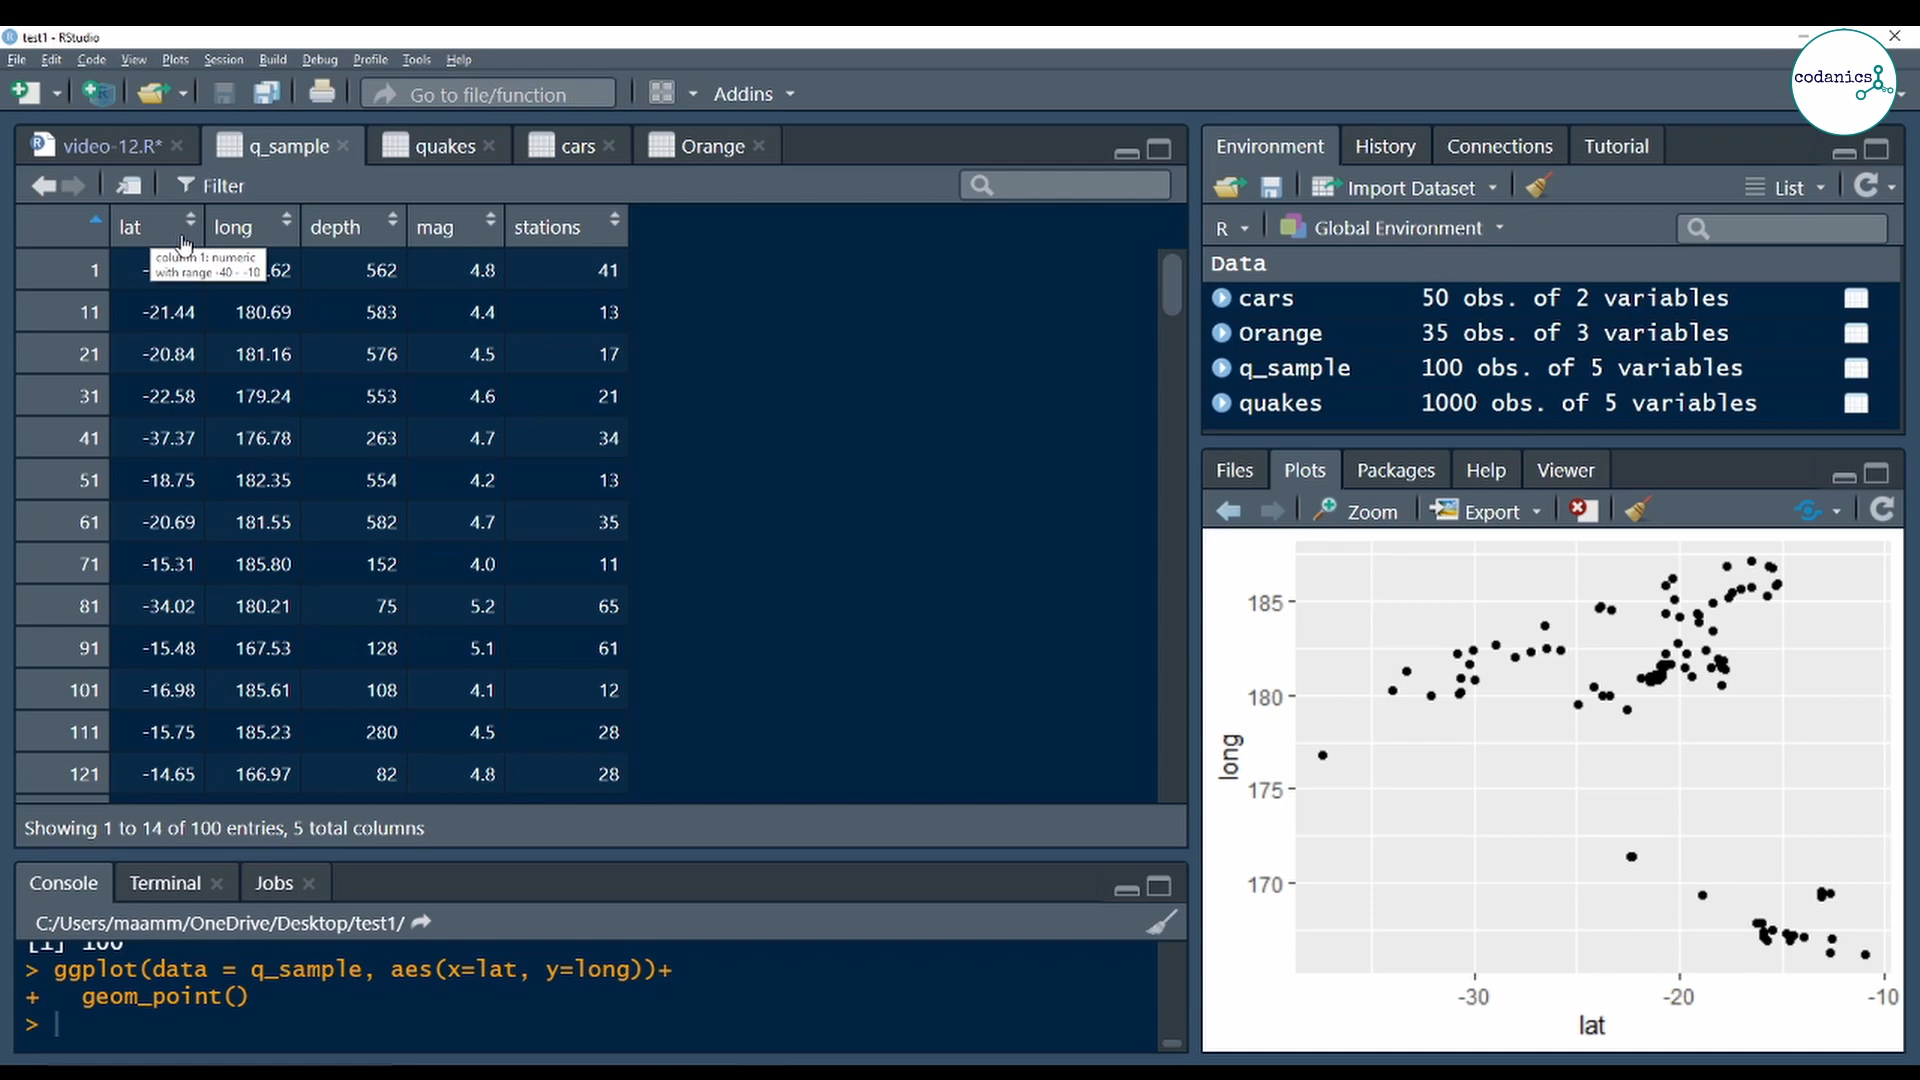 test1 - RStudio
codanics
File Edit Code View Plots Session Build Debug Profile Tools Help
Go to file/function Addins
video-12.R* q_sample quakes cars Orange
Filter
lat long depth mag stations
column 1: numeric
with range -40 - -10
1 .62 562 4.8 41
11 -21.44 180.69 583 4.4 13
21 -20.84 181.16 576 4.5 17
31 -22.58 179.24 553 4.6 21
41 -37.37 176.78 263 4.7 34
51 -18.75 182.35 554 4.2 13
61 -20.69 181.55 582 4.7 35
71 -15.31 185.80 152 4.0 11
81 -34.02 180.21 75 5.2 65
91 -15.48 167.53 128 5.1 61
101 -16.98 185.61 108 4.1 12
111 -15.75 185.23 280 4.5 28
121 -14.65 166.97 82 4.8 28
Showing 1 to 14 of 100 entries, 5 total columns
Console Terminal Jobs
C:/Users/maamm/OneDrive/Desktop/test1/
[1] 100
> ggplot(data = q_sample, aes(x=lat, y=long))+
+ geom_point()
>
Environment History Connections Tutorial
Import Dataset List
R Global Environment
Data
cars 50 obs. of 2 variables
Orange 35 obs. of 3 variables
q_sample 100 obs. of 5 variables
quakes 1000 obs. of 5 variables
Files Plots Packages Help Viewer
Zoom Export
185
180
175
170
long
-30 -20 -10
lat